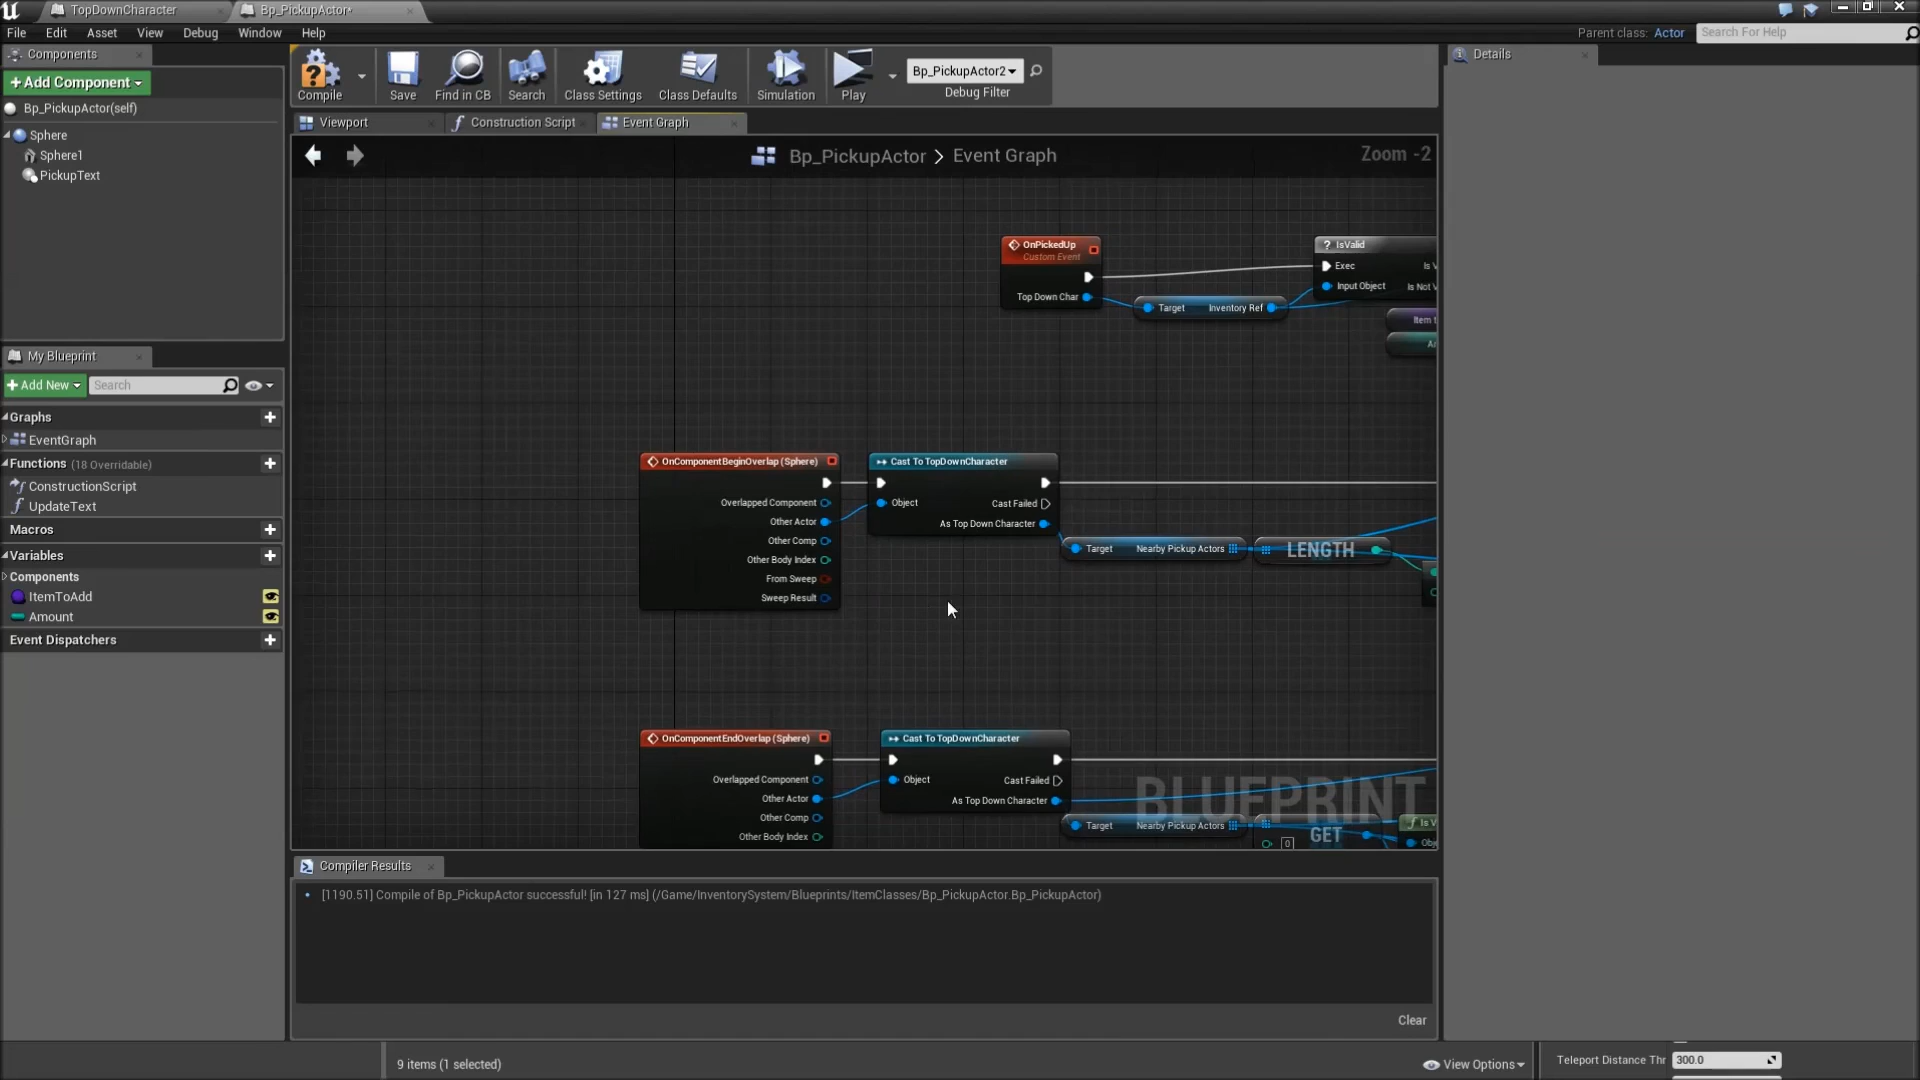 TopDownCharacter
Bp_PickupActor*
File Edit Asset View Debug Window Help
Parent class: Actor
Search For Help
Components
+Add Component
Bp_PickupActor(self)
Sphere
Sphere1
PickupText
Compile Save Find in CB Search Class Settings Class Defaults Simulation Play
Bp_PickupActor2
Debug Filter
Details
Viewport Construction Script Event Graph
Bp_PickupActor > Event Graph
Zoom -2
OnPickedUp
Custom Event
Top Down Char
Target Inventory Ref
? IsValid
Exec Is V
Input Object Is Not V
Item t
My Blueprint
+Add New
Search
Graphs
EventGraph
Functions (18 Overridable)
ConstructionScript
UpdateText
Macros
Variables
Components
ItemToAdd
Amount
Event Dispatchers
OnComponentBeginOverlap (Sphere)
Overlapped Component
Other Actor
Other Comp
Other Body Index
From Sweep
Sweep Result
Cast To TopDownCharacter
Object Cast Failed
As Top Down Character
Target Nearby Pickup Actors
LENGTH
OnComponentEndOverlap (Sphere)
Overlapped Component
Other Actor
Other Comp
Other Body Index
Cast To TopDownCharacter
Object Cast Failed
As Top Down Character
BLUEPRINT
Target Nearby Pickup Actors
GET
0
Is V
Obj
Compiler Results
[1190.51] Compile of Bp_PickupActor successful! [in 127 ms] (/Game/InventorySystem/Blueprints/ItemClasses/Bp_PickupActor.Bp_PickupActor)
Clear
9 items (1 selected)
View Options
Teleport Distance Thr 300.0